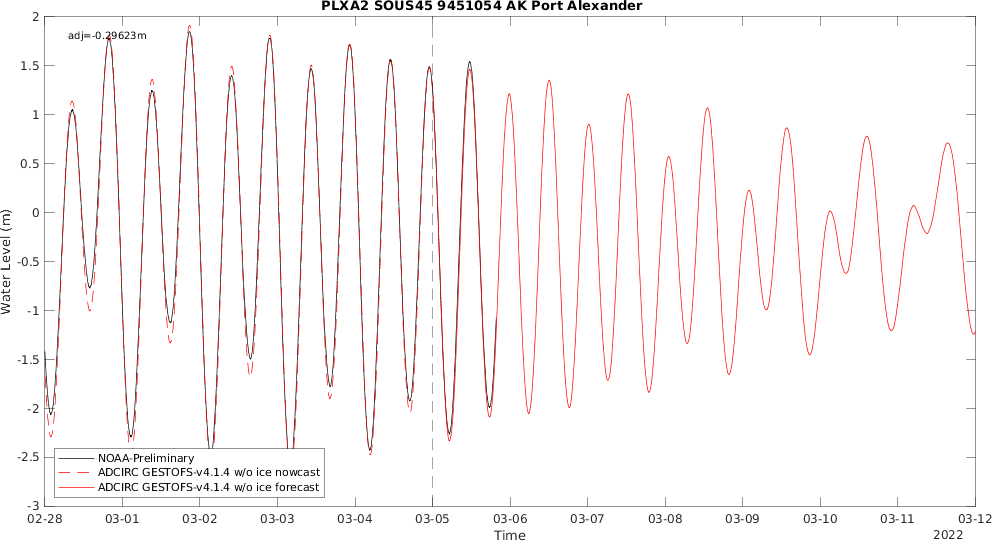 PLXA2 SOUS45 9451054 AK Port Alexander
adj=-0.29623m
2
1.5
1
0.5
0
-0.5
-1
-1.5
-2
-2.5
-3
Water Level (m)
NOAA-Preliminary
ADCIRC GESTOFS-v4.1.4 w/o ice nowcast
ADCIRC GESTOFS-v4.1.4 w/o ice forecast
02-28 03-01 03-02 03-03 03-04 03-05 03-06 03-07 03-08 03-09 03-10 03-11 03-12
Time
2022